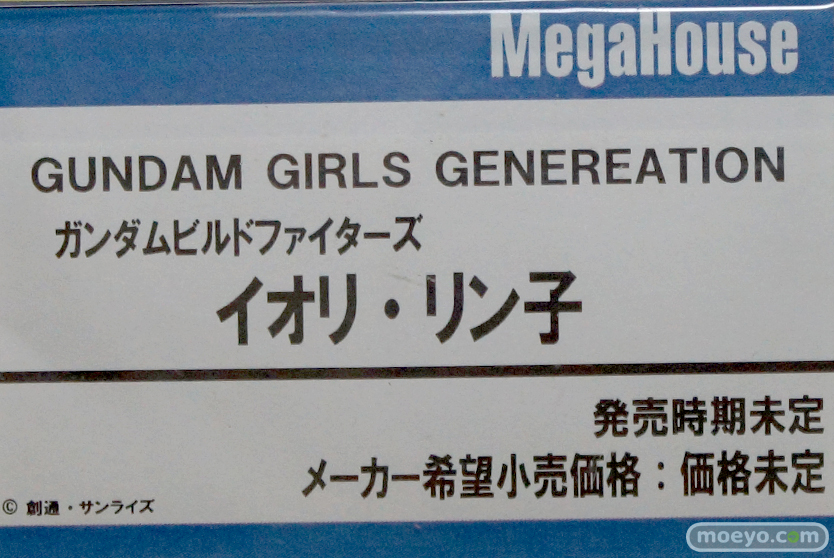 MegaHouse
GUNDAM GIRLS GENEREATION
ガンダムビルドファイターズ
イオリ・リン子
発売時期未定
メーカー希望小売価格：価格未定
© 創通・サンライズ
moeyo.com